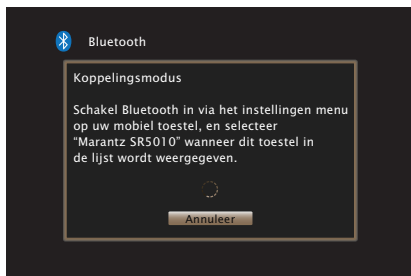 Bluetooth
Koppelingsmodus
Schakel Bluetooth in via het instellingen menu
op uw mobiel toestel, en selecteer
“Marantz SR5010” wanneer dit toestel in
de lijst wordt weergegeven.
Annuleer